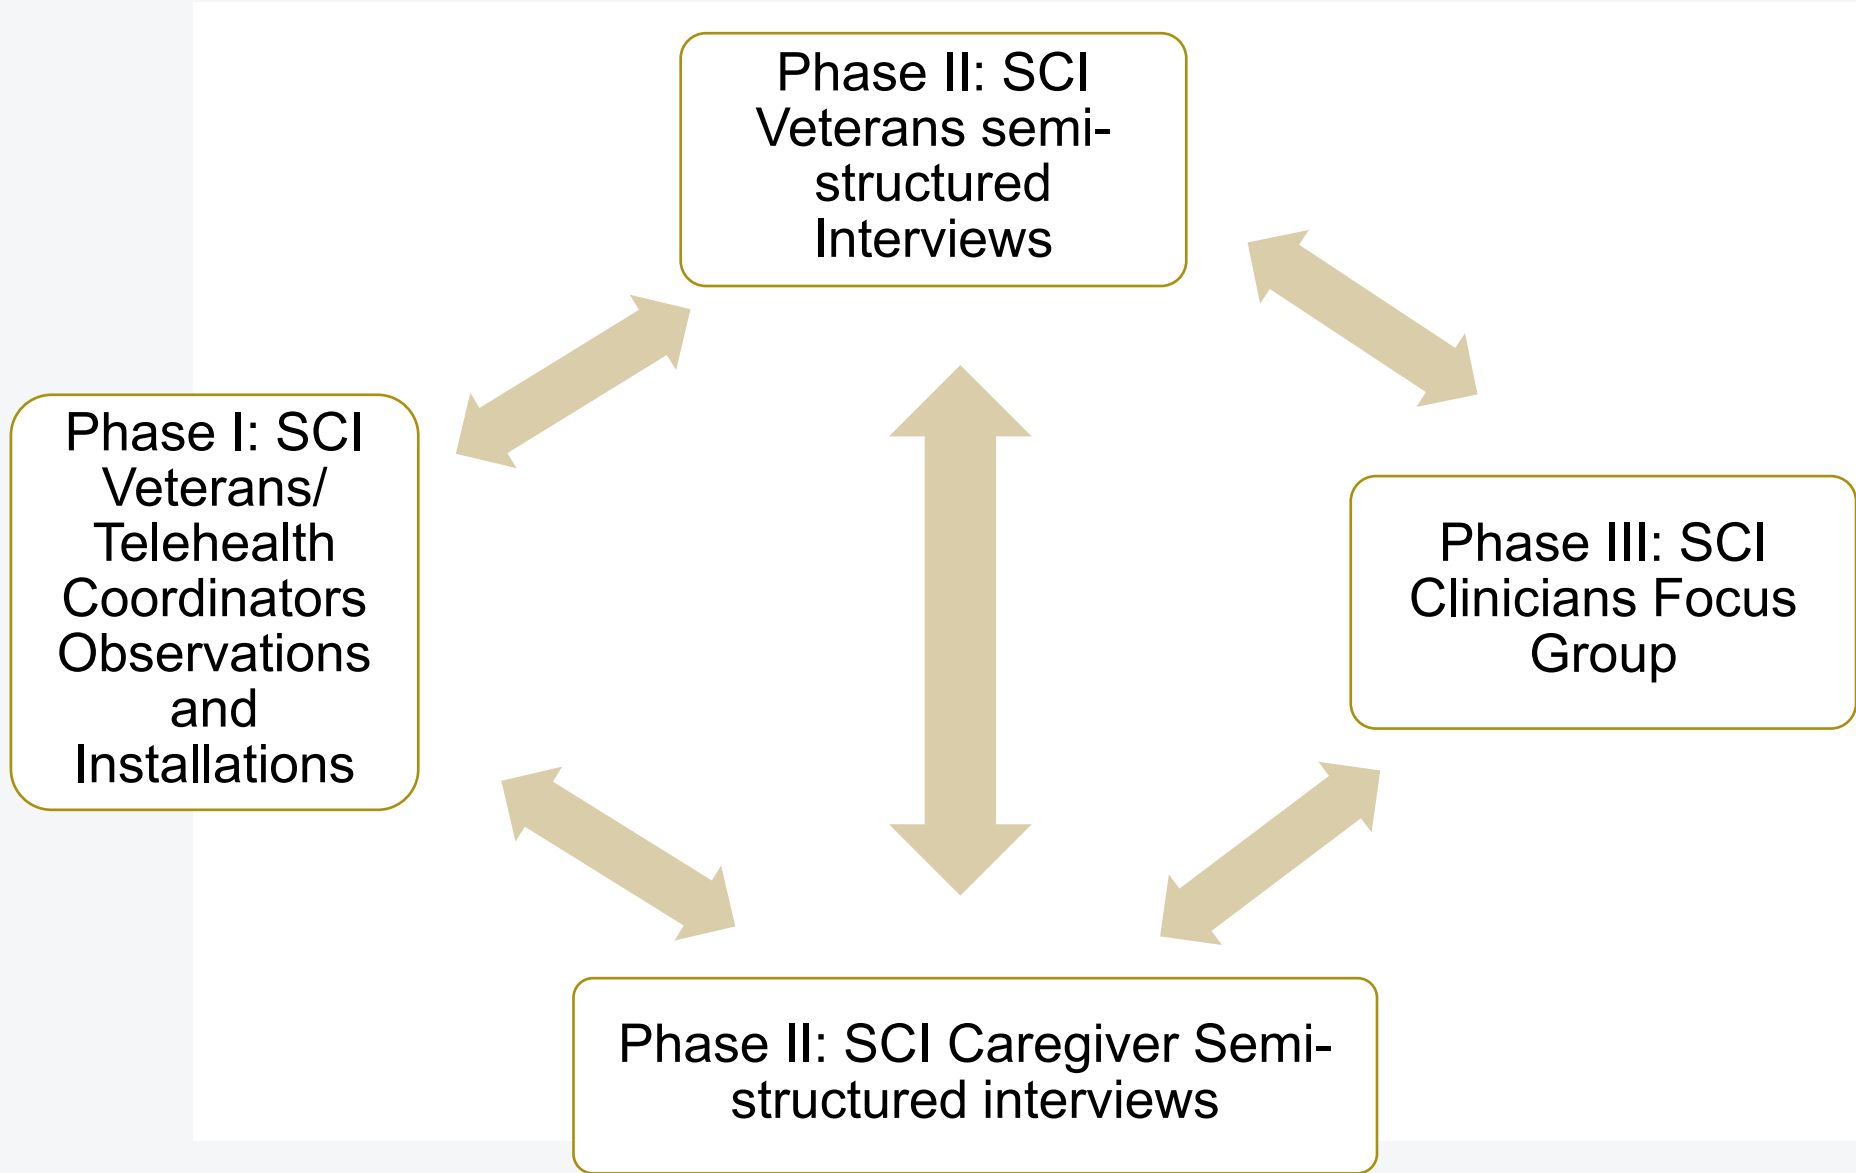 Phase II: SCI
Veterans semi-
structured
Interviews
Phase I: SCI
Veterans/
Telehealth
Coordinators
Observations
and
Installations
Phase III: SCI
Clinicians Focus
Group
Phase II: SCI Caregiver Semi-
structured interviews